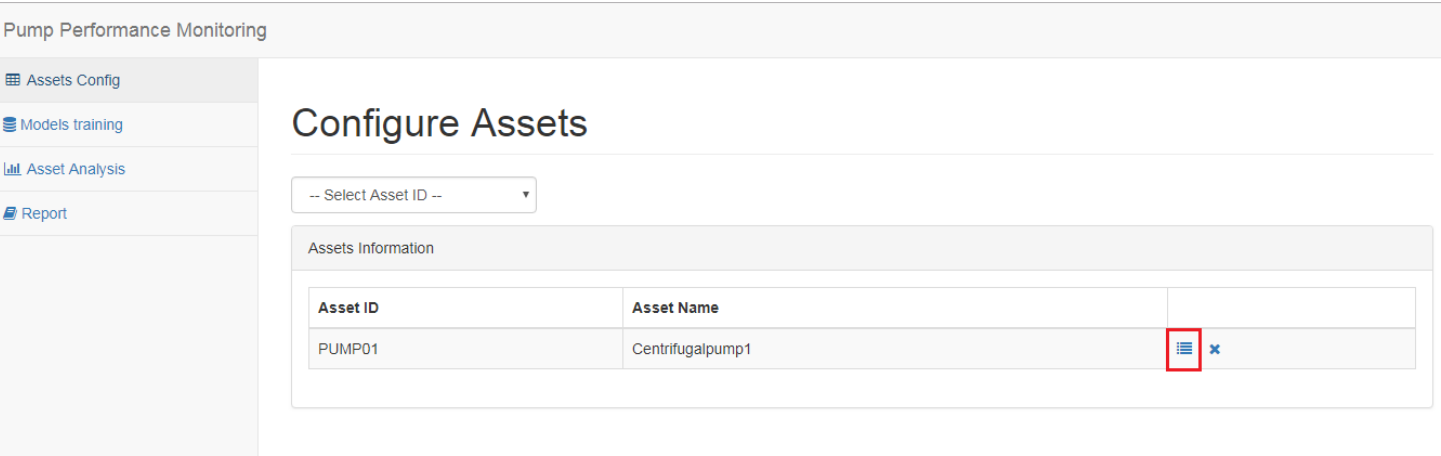 Pump Performance Monitoring
Assets Config
Models training
Asset Analysis
Report
Configure Assets
-- Select Asset ID --
Assets Information
Asset ID Asset Name
PUMP01 Centrifugalpump1